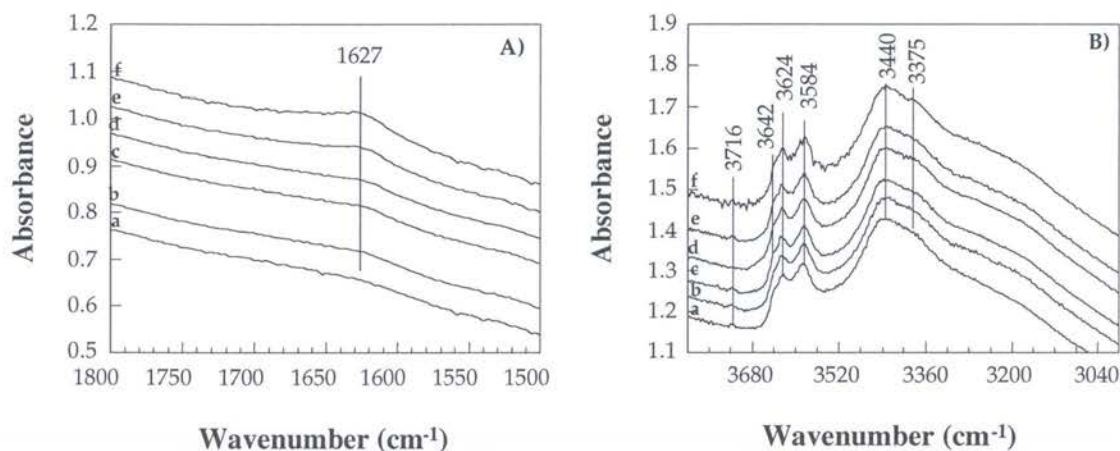 A)
1627
f
e
d
c
b
a
1.2
1.1
1.0
0.9
0.8
0.7
0.6
0.5
Absorbance
1800 1750 1700 1650 1600 1550 1500
Wavenumber (cm-1)
B)
3716
3642
3624
3584
3440
3375
f
e
d
c
b
a
1.9
1.8
1.7
1.6
1.5
1.4
1.3
1.2
1.1
Absorbance
3680 3520 3360 3200 3040
Wavenumber (cm-1)